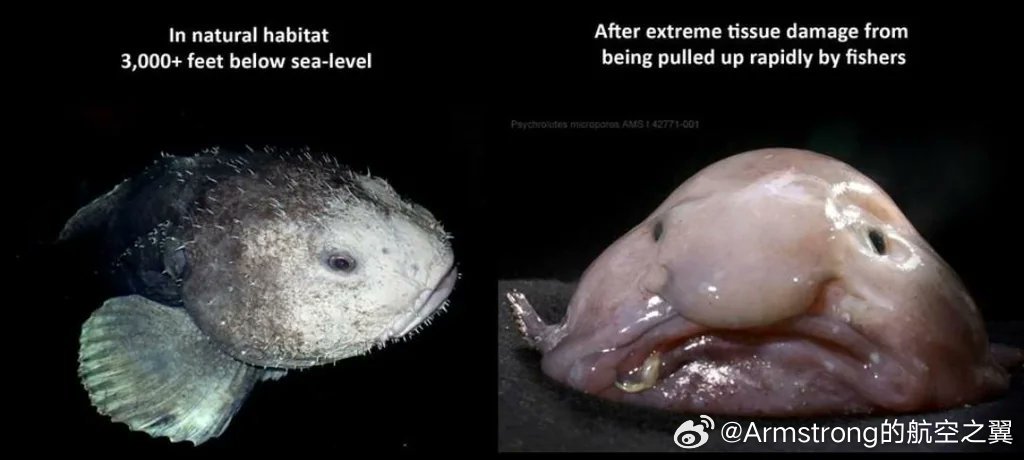 In natural habitat
3,000+ feet below sea-level
After extreme tissue damage from
being pulled up rapidly by fishers
Psychrolutes microporos AMS I 42771-001
@Armstrong的航空之翼